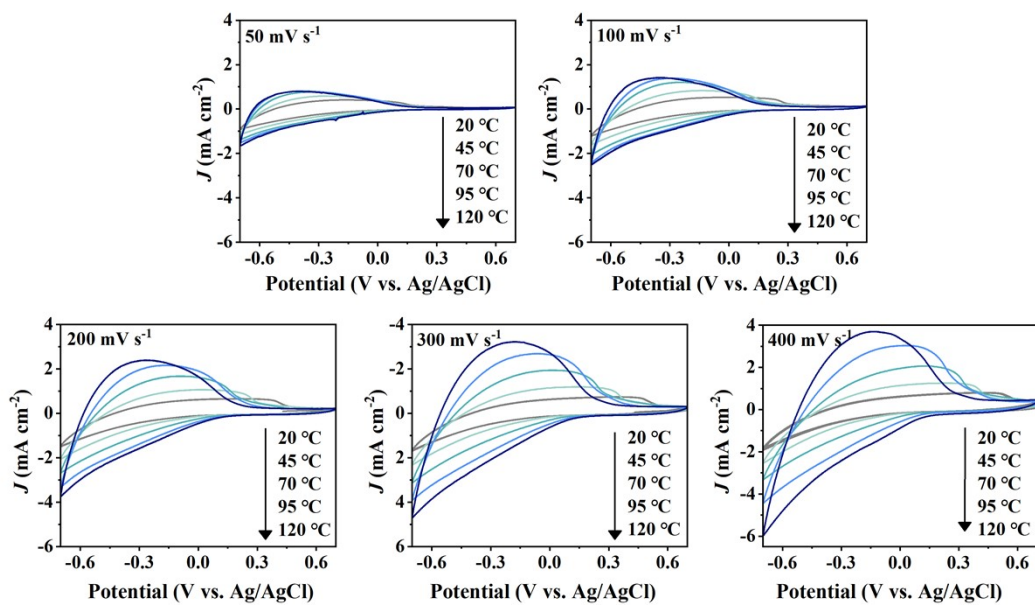 50 mV s⁻¹
J (mA cm⁻²)
4
2
0
-2
-4
-6
20 °C
45 °C
70 °C
95 °C
120 °C
-0.6 -0.3 0.0 0.3 0.6
Potential (V vs. Ag/AgCl)
100 mV s⁻¹
J (mA cm⁻²)
4
2
0
-2
-4
-6
20 °C
45 °C
70 °C
95 °C
120 °C
-0.6 -0.3 0.0 0.3 0.6
Potential (V vs. Ag/AgCl)
200 mV s⁻¹
J (mA cm⁻²)
4
2
0
2
4
-6
20 °C
45 °C
70 °C
95 °C
120 °C
-0.6 -0.3 0.0 0.3 0.6
Potential (V vs. Ag/AgCl)
300 mV s⁻¹
J (mA cm⁻²)
-4
2
0
2
4
6
20 °C
45 °C
70 °C
95 °C
120 °C
-0.6 -0.3 0.0 0.3 0.6
Potential (V vs. Ag/AgCl)
400 mV s⁻¹
J (mA cm⁻²)
4
2
0
2
4
-6
20 °C
45 °C
70 °C
95 °C
120 °C
-0.6 -0.3 0.0 0.3 0.6
Potential (V vs. Ag/AgCl)